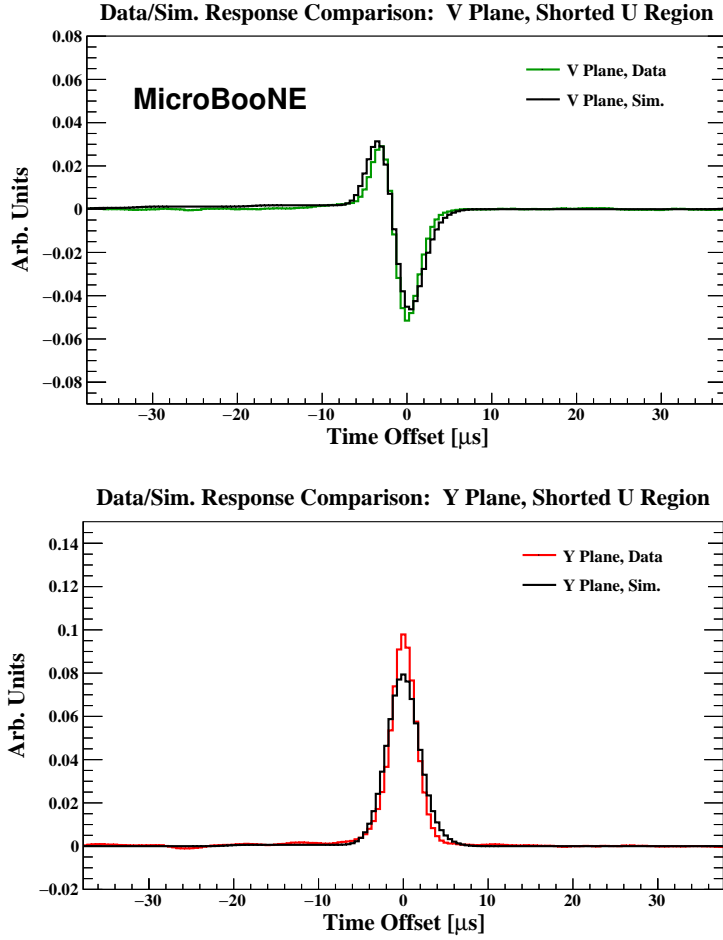 Data/Sim. Response Comparison: V Plane, Shorted U Region
0.08
0.06
0.04
0.02
0
−0.02
−0.04
−0.06
−0.08
Arb. Units
MicroBooNE
V Plane, Data
V Plane, Sim.
−30 −20 −10 0 10 20 30
Time Offset [μs]
Data/Sim. Response Comparison: Y Plane, Shorted U Region
0.14
0.12
0.1
0.08
0.06
0.04
0.02
0
−0.02
Arb. Units
Y Plane, Data
Y Plane, Sim.
−30 −20 −10 0 10 20 30
Time Offset [μs]